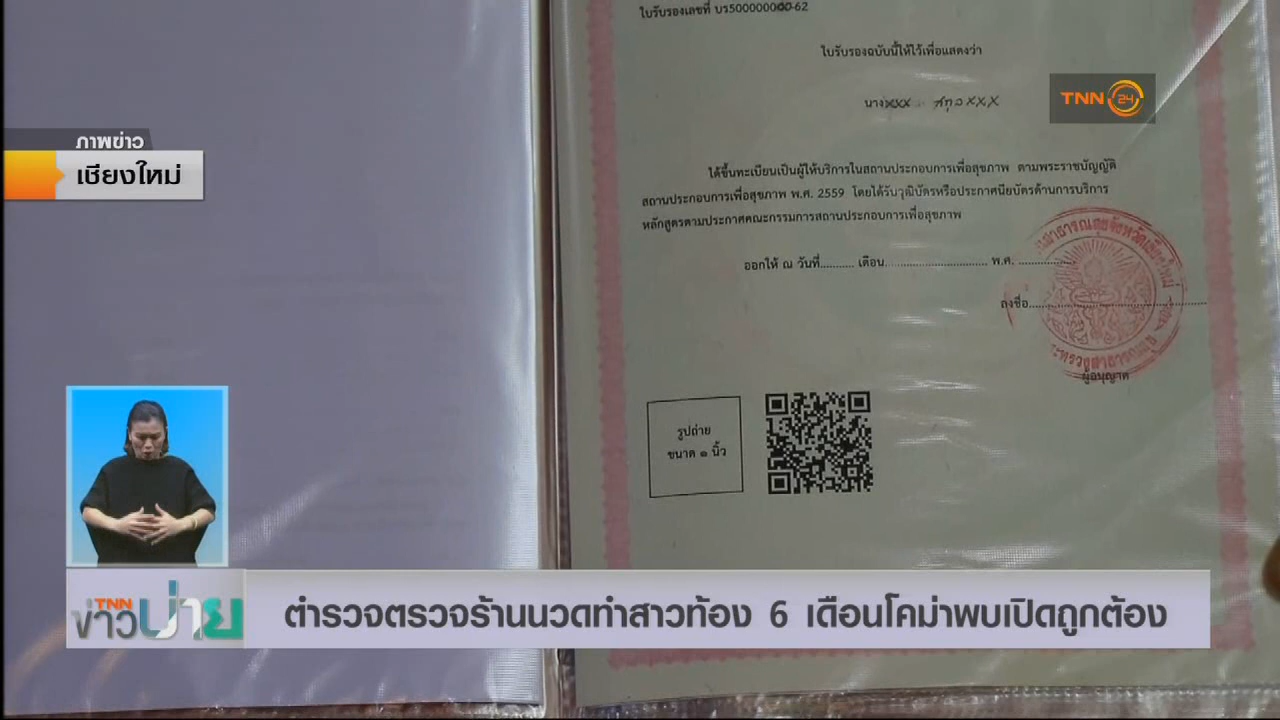 ใบรับรองเลขที่ บร500000000-62
ใบรับรองฉบับนี้ให้ไว้เพื่อแสดงว่า
นางxxx สทุอ XXX
TNN 24
ภาพข่าว
เชียงใหม่
ได้ขึ้นทะเบียนเป็นผู้ให้บริการในสถานประกอบการเพื่อสุขภาพ ตามพระราชบัญญัติ
สถานประกอบการเพื่อสุขภาพ พ.ศ. 2559 โดยได้รับวุฒิบัตรหรือประกาศนียบัตรด้านการบริการ
หลักสูตรตามประกาศคณะกรรมการสถานประกอบการเพื่อสุขภาพ
ออกให้ ณ วันที่........... เดือน............................... พ.ศ. .................
ลงชื่อ......................................................
ผู้อนุญาต
รูปถ่าย
ขนาด ๑ นิ้ว
TNN
ข่าวบ่าย
ตำรวจตรวจร้านนวดทำสาวท้อง 6 เดือนโคม่าพบเปิดถูกต้อง